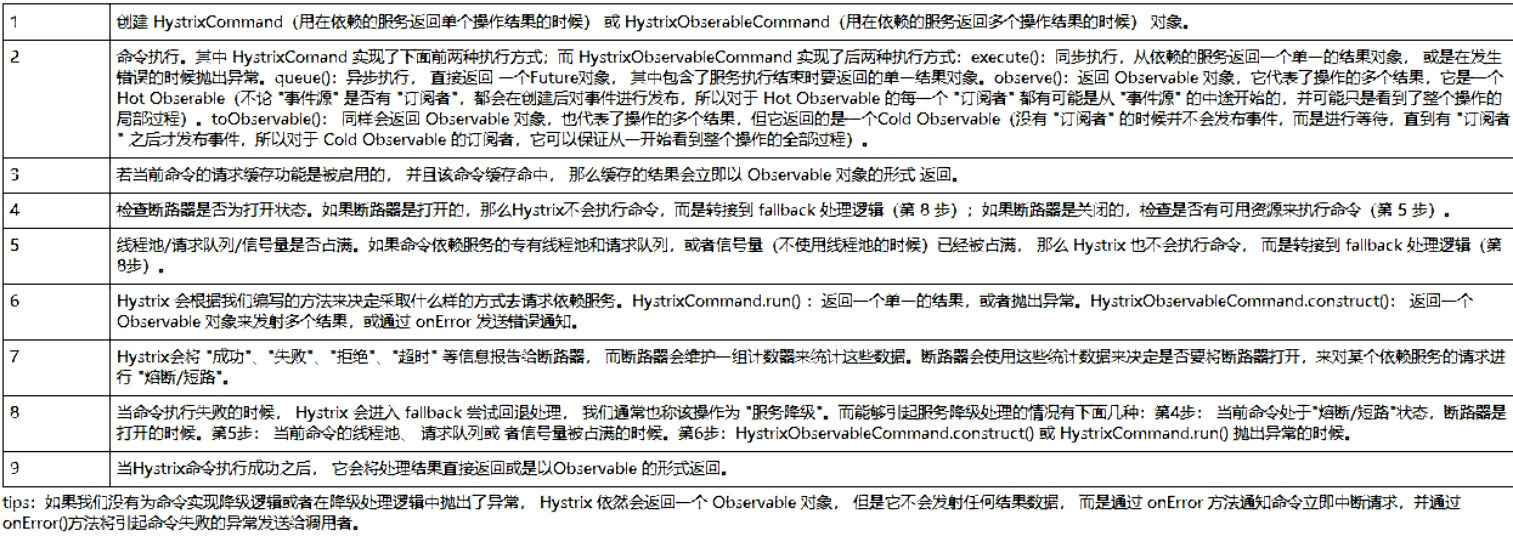 1 创建 HystrixCommand（用在依赖的服务返回单个操作结果的时候） 或 HystrixObserableCommand（用在依赖的服务返回多个操作结果的时候） 对象。
2 命令执行。其中 HystrixComand 实现了下面前两种执行方式；而 HystrixObservableCommand 实现了后两种执行方式：execute()：同步执行，从依赖的服务返回一个单一的结果对象， 或是在发生
错误的时候抛出异常。queue()：异步执行， 直接返回 一个Future对象， 其中包含了服务执行结束时要返回的单一结果对象。observe()：返回 Observable 对象，它代表了操作的多个结果，它是一个
Hot Obserable（不论 "事件源" 是否有 "订阅者"，都会在创建后对事件进行发布，所以对于 Hot Observable 的每一个 "订阅者" 都有可能是从 "事件源" 的中途开始的，并可能只是看到了整个操作的
局部过程）。toObservable()： 同样会返回 Observable 对象，也代表了操作的多个结果，但它返回的是一个Cold Observable（没有 "订阅者" 的时候并不会发布事件，而是进行等待，直到有 "订阅者
" 之后才发布事件，所以对于 Cold Observable 的订阅者，它可以保证从一开始看到整个操作的全部过程）。
3 若当前命令的请求缓存功能是被启用的， 并且该命令缓存命中， 那么缓存的结果会立即以 Observable 对象的形式 返回。
4 检查断路器是否为打开状态。如果断路器是打开的，那么Hystrix不会执行命令，而是转接到 fallback 处理逻辑（第 8 步）；如果断路器是关闭的，检查是否有可用资源来执行命令（第 5 步）。
5 线程池/请求队列/信号量是否占满。如果命令依赖服务的专有线程池和请求队列，或者信号量（不使用线程池的时候）已经被占满， 那么 Hystrix 也不会执行命令， 而是转接到 fallback 处理逻辑（第
8步）。
6 Hystrix 会根据我们编写的方法来决定采取什么样的方式去请求依赖服务。HystrixCommand.run() ：返回一个单一的结果，或者抛出异常。HystrixObservableCommand.construct()： 返回一个
Observable 对象来发射多个结果，或通过 onError 发送错误通知。
7 Hystrix会将 "成功"、"失败"、"拒绝"、"超时" 等信息报告给断路器， 而断路器会维护一组计数器来统计这些数据。断路器会使用这些统计数据来决定是否要将断路器打开，来对某个依赖服务的请求进
行 "熔断/短路"。
8 当命令执行失败的时候， Hystrix 会进入 fallback 尝试回退处理， 我们通常也称该操作为 "服务降级"。而能够引起服务降级处理的情况有下面几种：第4步： 当前命令处于"熔断/短路"状态，断路器是
打开的时候。第5步： 当前命令的线程池、 请求队列或 者信号量被占满的时候。第6步：HystrixObservableCommand.construct() 或 HystrixCommand.run() 抛出异常的时候。
9 当Hystrix命令执行成功之后， 它会将处理结果直接返回或是以Observable 的形式返回。
tips：如果我们没有为命令实现降级逻辑或者在降级处理逻辑中抛出了异常， Hystrix 依然会返回一个 Observable 对象， 但是它不会发射任何结果数据， 而是通过 onError 方法通知命令立即中断请求，并通过
onError()方法将引起命令失败的异常发送给调用者。